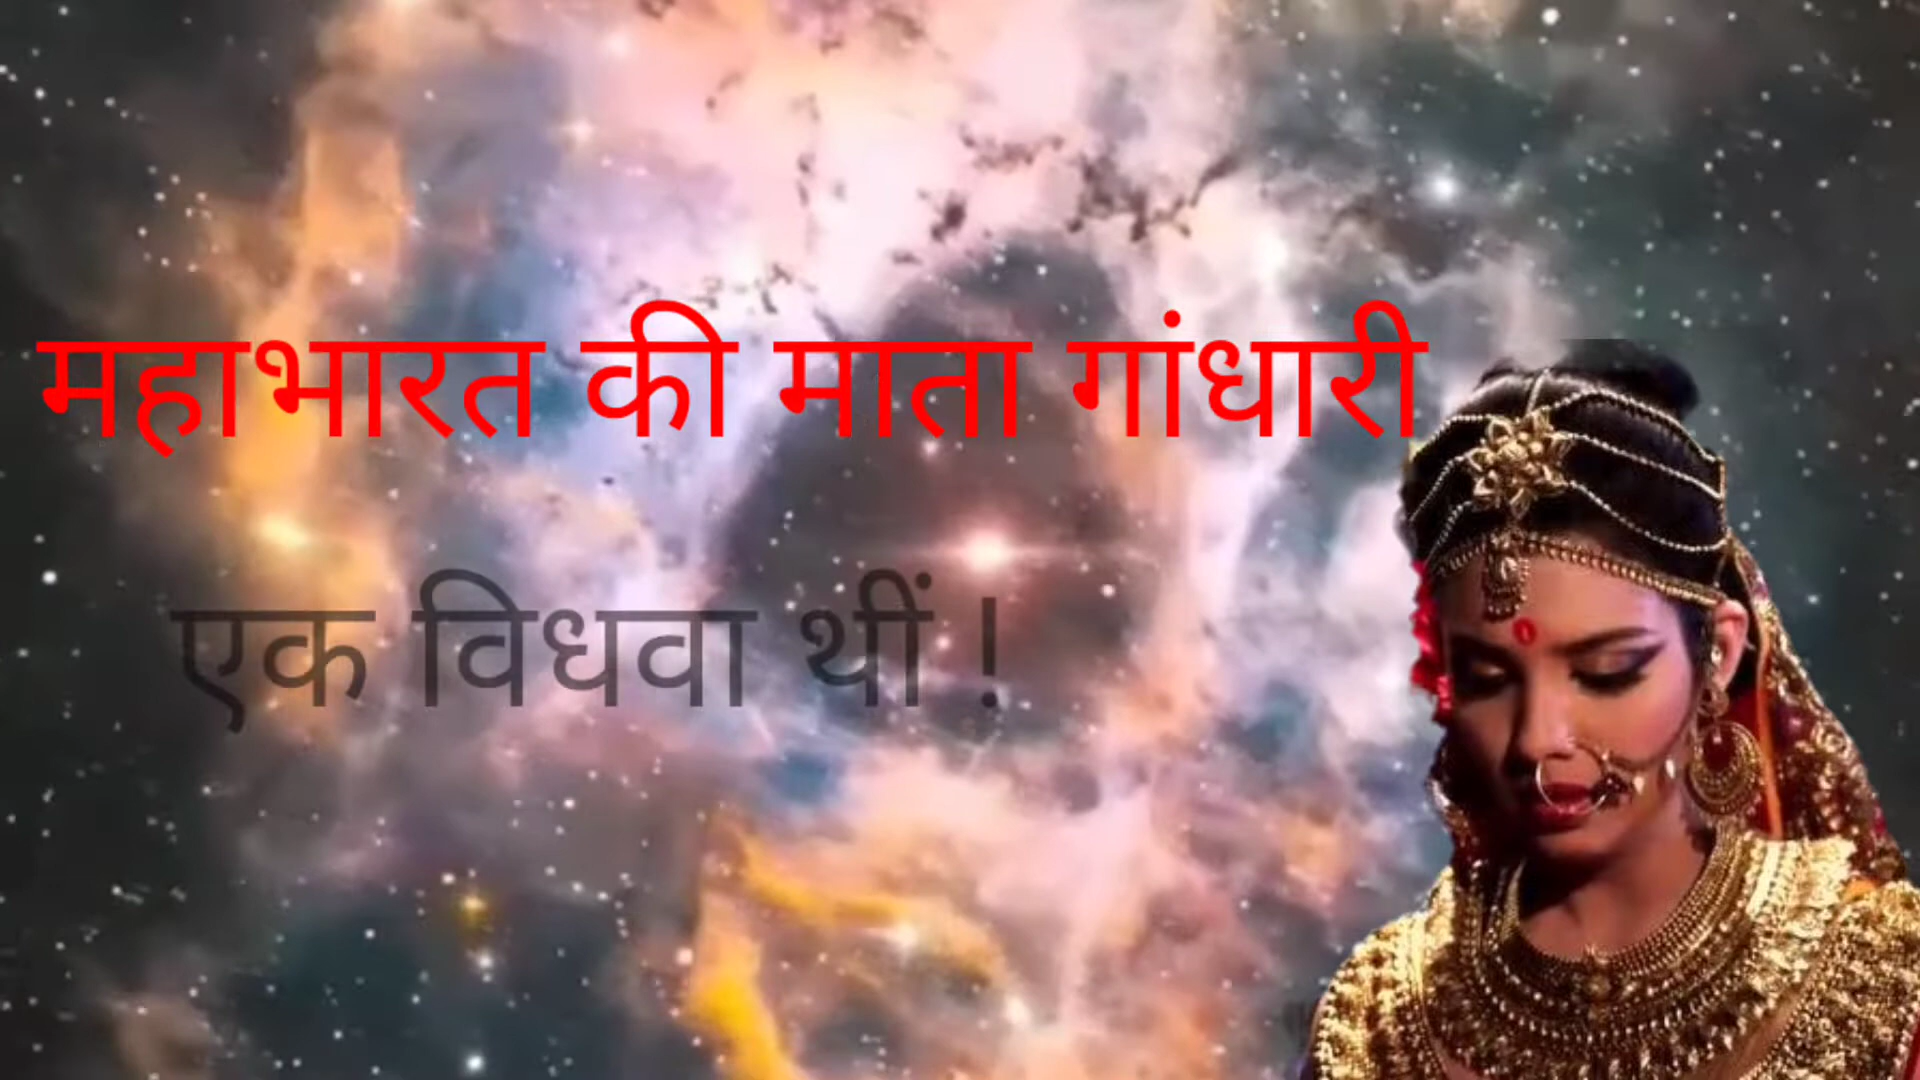 महाभारत की माता गांधारी
एक विधवा थीं !